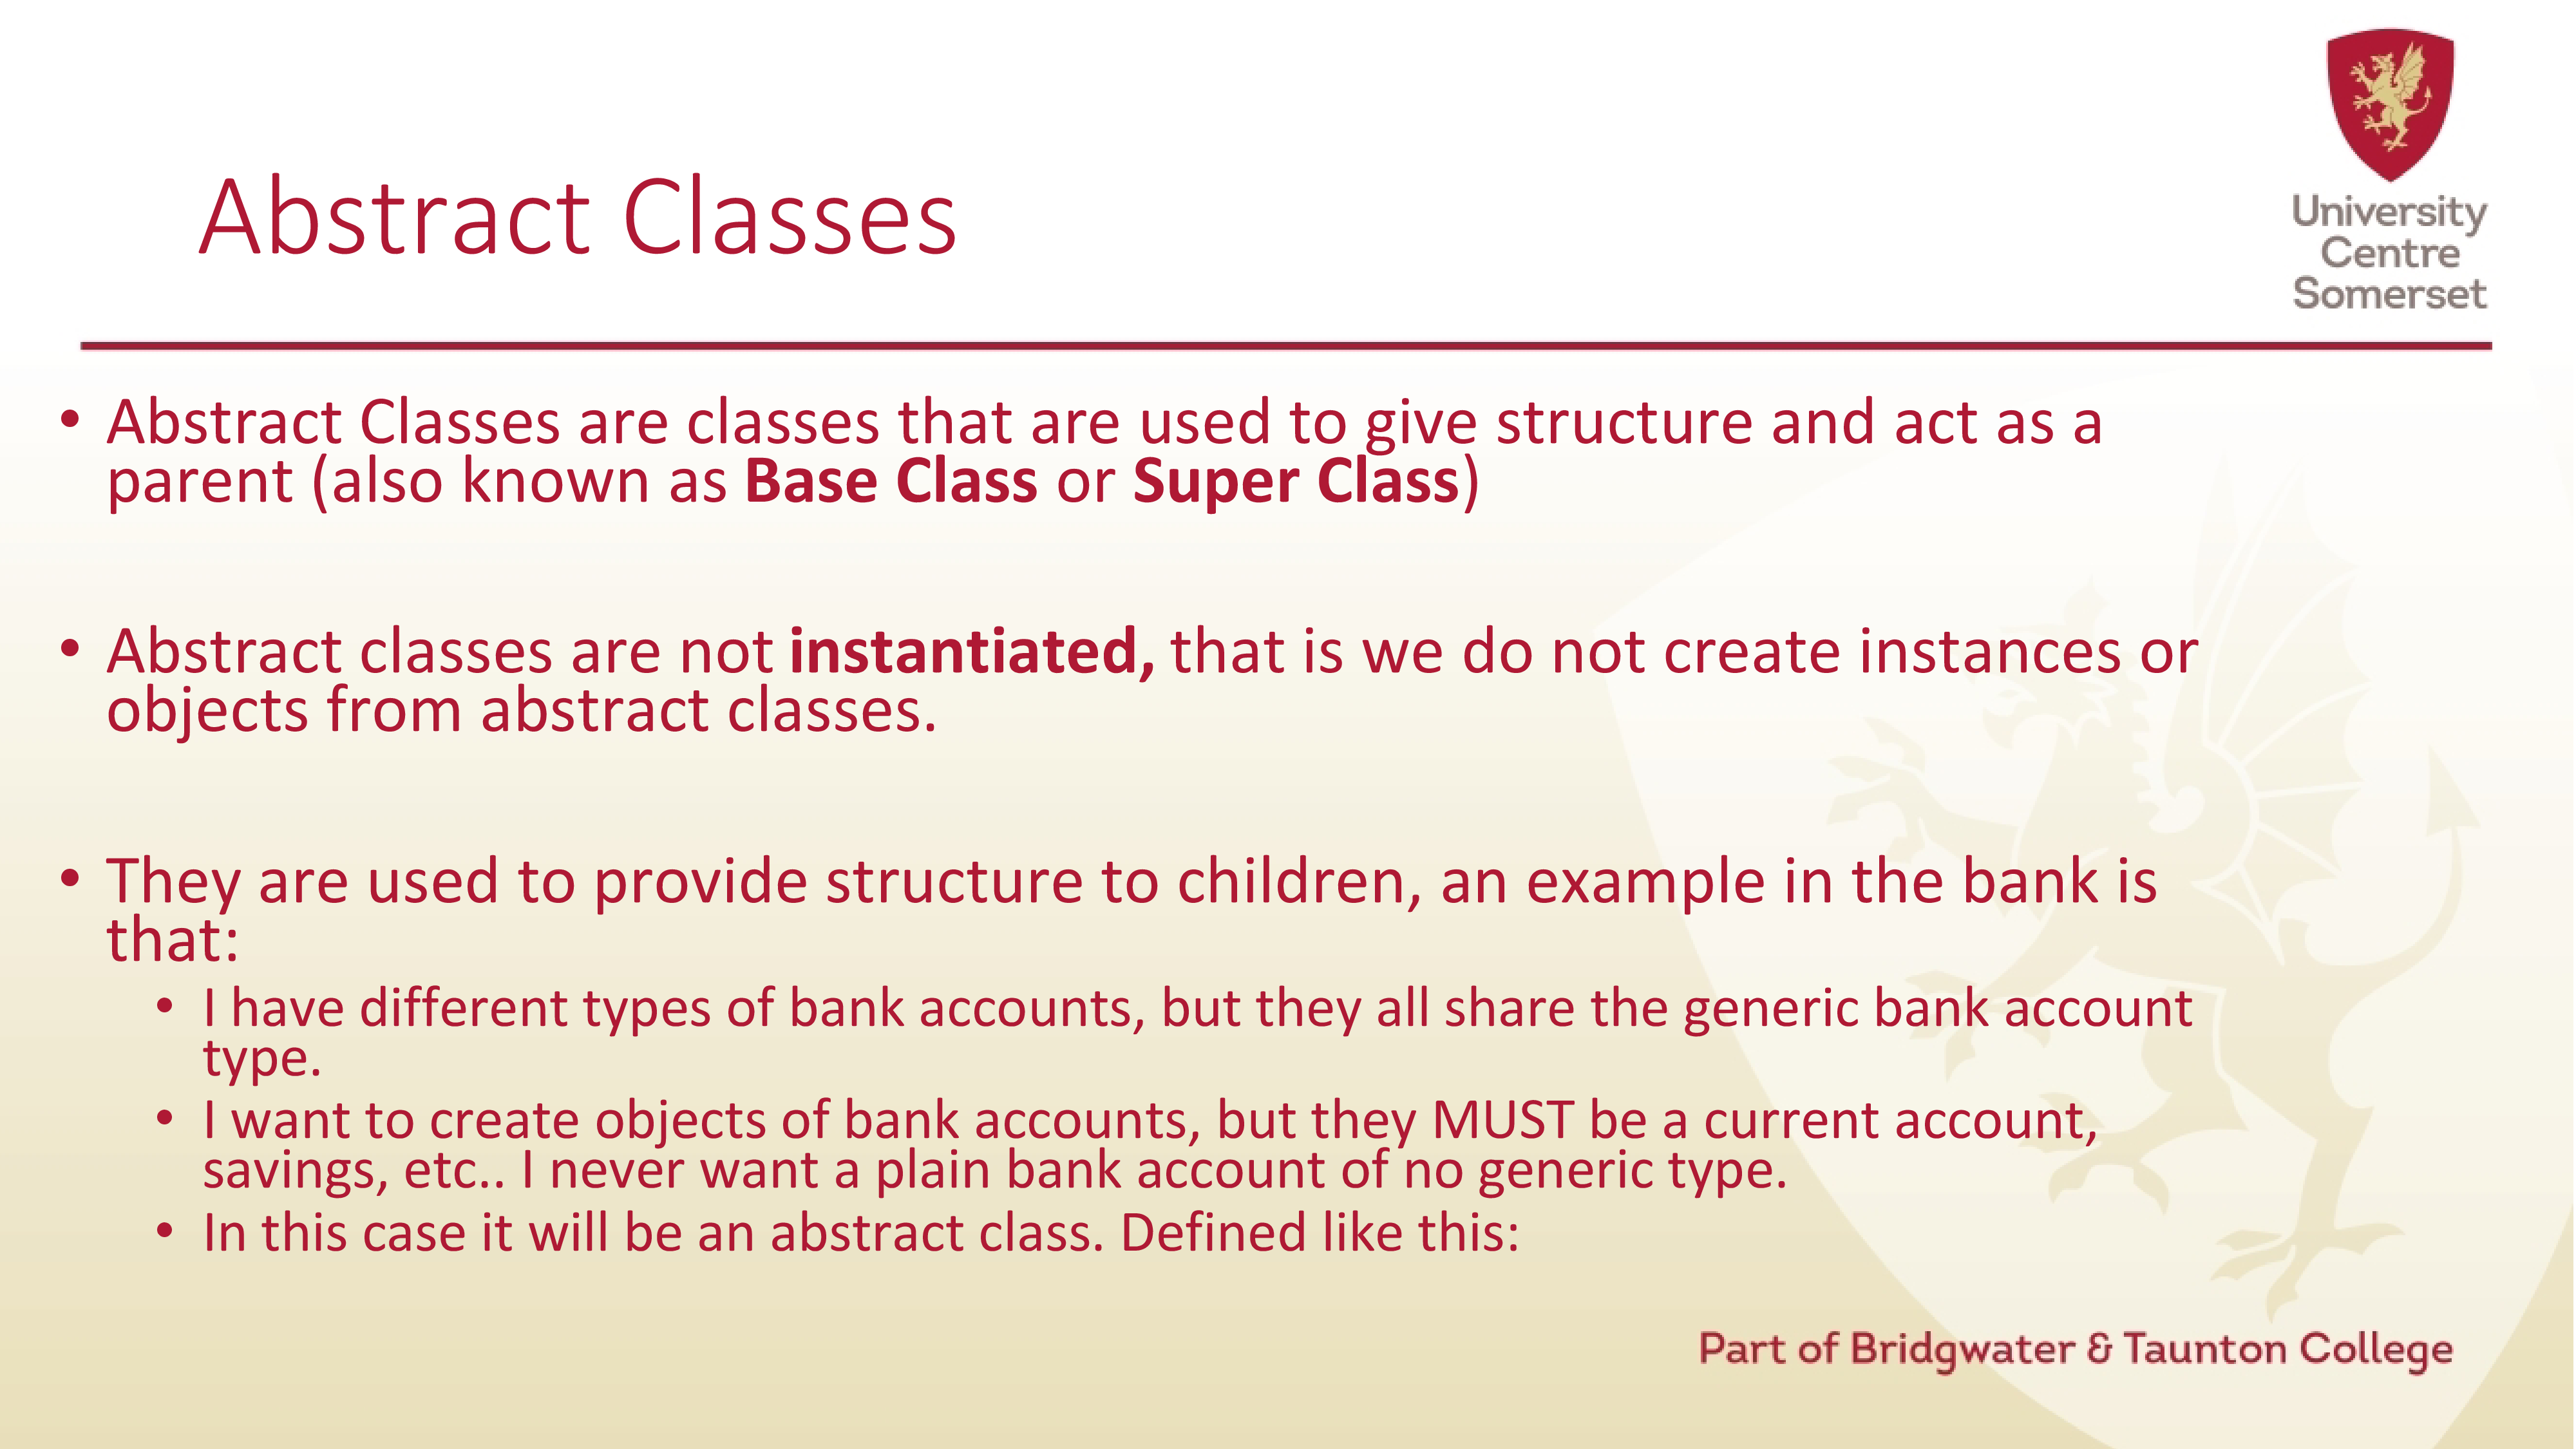 University
Centre
Somerset
Abstract Classes
• Abstract Classes are classes that are used to give structure and act as a
parent (also known as Base Class or Super Class)
• Abstract classes are not instantiated, that is we do not create instances or
objects from abstract classes.
• They are used to provide structure to children, an example in the bank is
that:
• I have different types of bank accounts, but they all share the generic bank account
type.
• I want to create objects of bank accounts, but they MUST be a current account,
savings, etc.. I never want a plain bank account of no generic type.
• In this case it will be an abstract class. Defined like this:
Part of Bridgwater & Taunton College